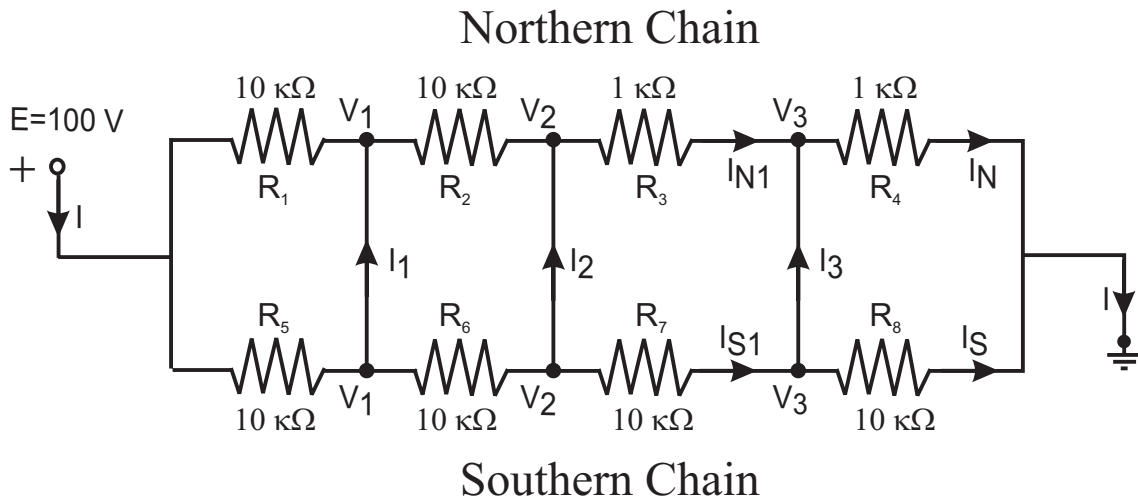 Northern Chain
10 κΩ 10 κΩ 1 κΩ 1 κΩ
E=100 V V1 V2 V3
+ R1 R2 R3 IN1 R4 IN
I
I1 I2 I3
I
R5 R6 R7 IS1 R8 IS
V1 V2 V3
10 κΩ 10 κΩ 10 κΩ 10 κΩ
Southern Chain